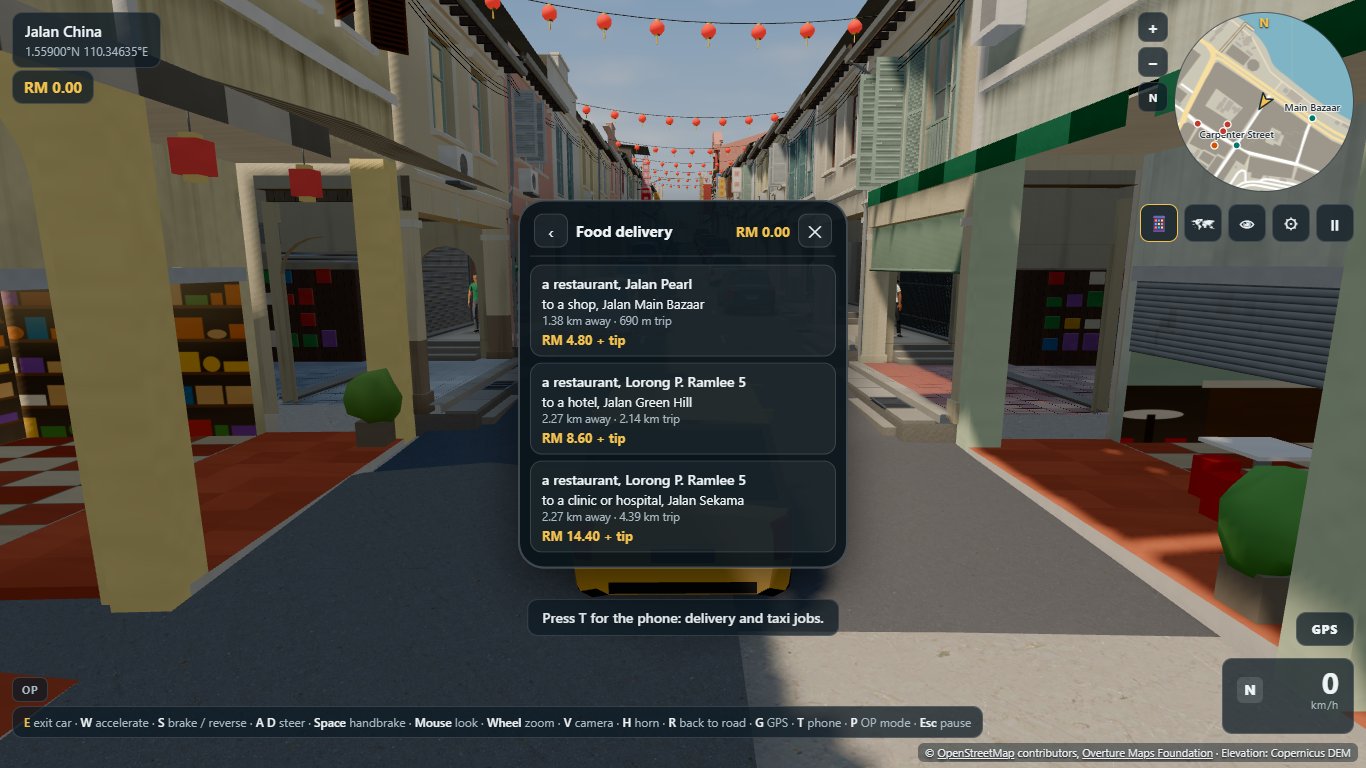 Jalan China
1.55900°N 110.34635°E
RM 0.00
+
−
N
N
Main Bazaar
Carpenter Street
‹ Food delivery RM 0.00
a restaurant, Jalan Pearl
to a shop, Jalan Main Bazaar
1.38 km away · 690 m trip
RM 4.80 + tip
a restaurant, Lorong P. Ramlee 5
to a hotel, Jalan Green Hill
2.27 km away · 2.14 km trip
RM 8.60 + tip
a restaurant, Lorong P. Ramlee 5
to a clinic or hospital, Jalan Sekama
2.27 km away · 4.39 km trip
RM 14.40 + tip
Press T for the phone: delivery and taxi jobs.
GPS
N 0
km/h
OP
E exit car · W accelerate · S brake / reverse · A D steer · Space handbrake · Mouse look · Wheel zoom · V camera · H horn · R back to road · G GPS · T phone · P OP mode · Esc pause
© OpenStreetMap contributors, Overture Maps Foundation · Elevation: Copernicus DEM